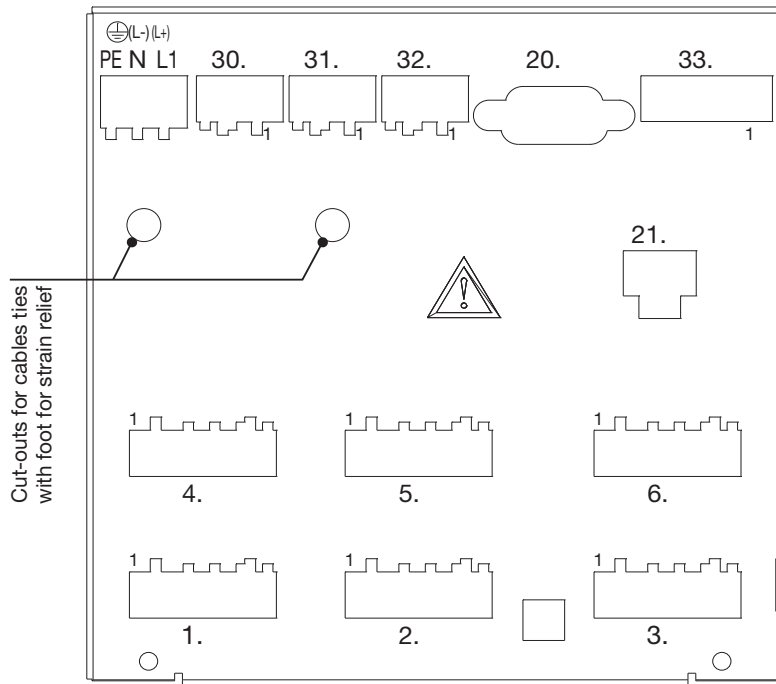 (L-) (L+)
PE N L1 30. 31. 32. 20. 33.
1 1 1 1
21.
Cut-outs for cables ties
with foot for strain relief
1 1 1
4. 5. 6.
1 1 1
1. 2. 3.